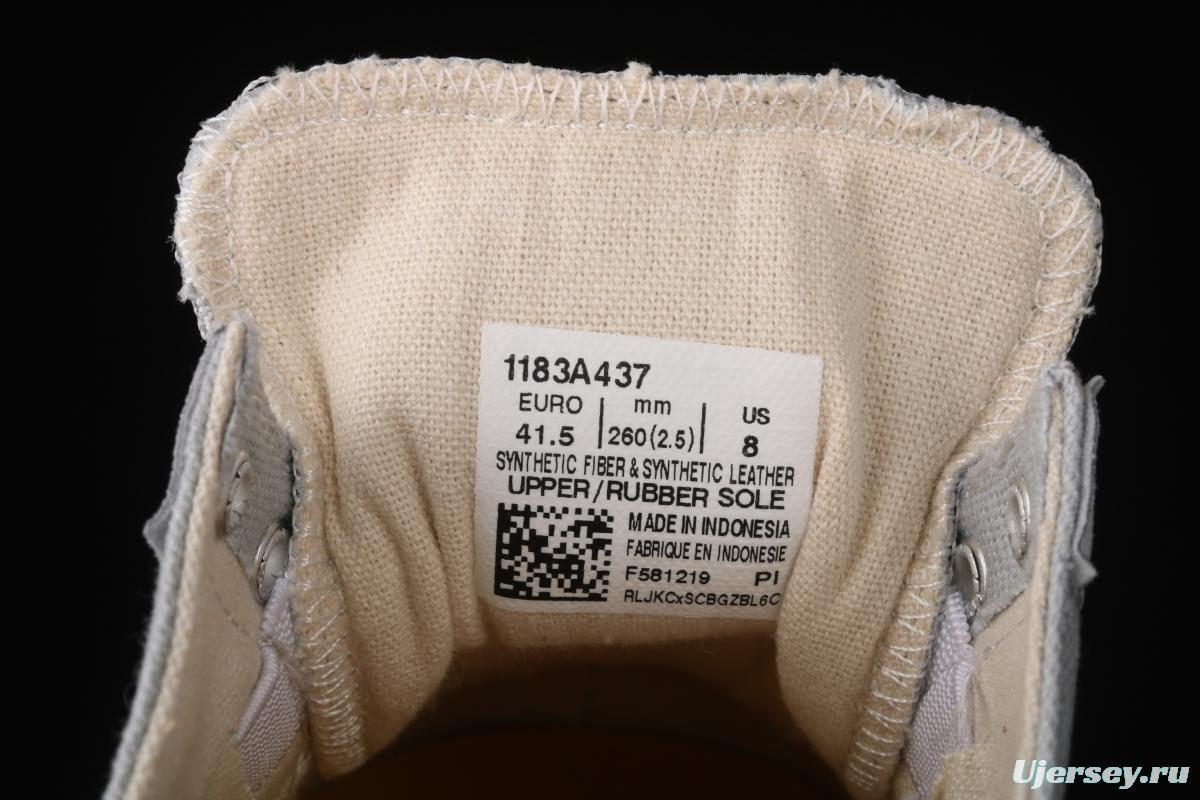 1183A437
EURO | mm | US
41.5 | 260(2.5) | 8
SYNTHETIC FIBER & SYNTHETIC LEATHER
UPPER/RUBBER SOLE
MADE IN INDONESIA
FABRIQUE EN INDONESIE
F581219 PI
RLJKCxSCBGZBL6C
Ujersey.ru